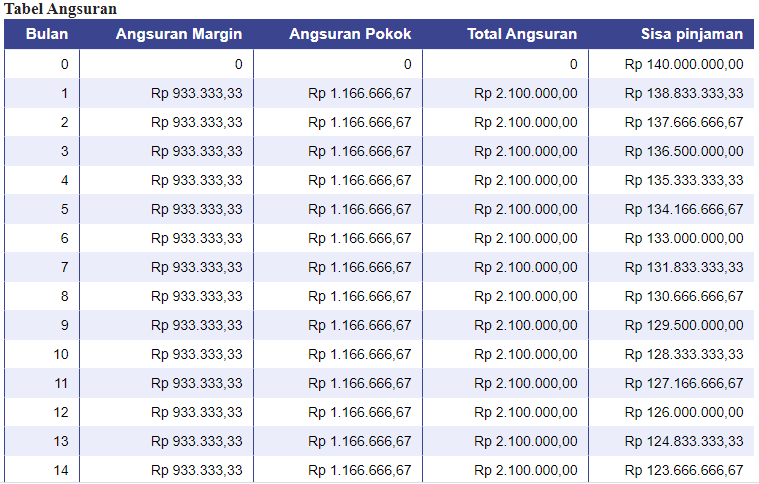 Tabel Angsuran
Bulan Angsuran Margin Angsuran Pokok Total Angsuran Sisa pinjaman
0 0 0 0 Rp 140.000.000,00
1 Rp 933.333,33 Rp 1.166.666,67 Rp 2.100.000,00 Rp 138.833.333,33
2 Rp 933.333,33 Rp 1.166.666,67 Rp 2.100.000,00 Rp 137.666.666,67
3 Rp 933.333,33 Rp 1.166.666,67 Rp 2.100.000,00 Rp 136.500.000,00
4 Rp 933.333,33 Rp 1.166.666,67 Rp 2.100.000,00 Rp 135.333.333,33
5 Rp 933.333,33 Rp 1.166.666,67 Rp 2.100.000,00 Rp 134.166.666,67
6 Rp 933.333,33 Rp 1.166.666,67 Rp 2.100.000,00 Rp 133.000.000,00
7 Rp 933.333,33 Rp 1.166.666,67 Rp 2.100.000,00 Rp 131.833.333,33
8 Rp 933.333,33 Rp 1.166.666,67 Rp 2.100.000,00 Rp 130.666.666,67
9 Rp 933.333,33 Rp 1.166.666,67 Rp 2.100.000,00 Rp 129.500.000,00
10 Rp 933.333,33 Rp 1.166.666,67 Rp 2.100.000,00 Rp 128.333.333,33
11 Rp 933.333,33 Rp 1.166.666,67 Rp 2.100.000,00 Rp 127.166.666,67
12 Rp 933.333,33 Rp 1.166.666,67 Rp 2.100.000,00 Rp 126.000.000,00
13 Rp 933.333,33 Rp 1.166.666,67 Rp 2.100.000,00 Rp 124.833.333,33
14 Rp 933.333,33 Rp 1.166.666,67 Rp 2.100.000,00 Rp 123.666.666,67